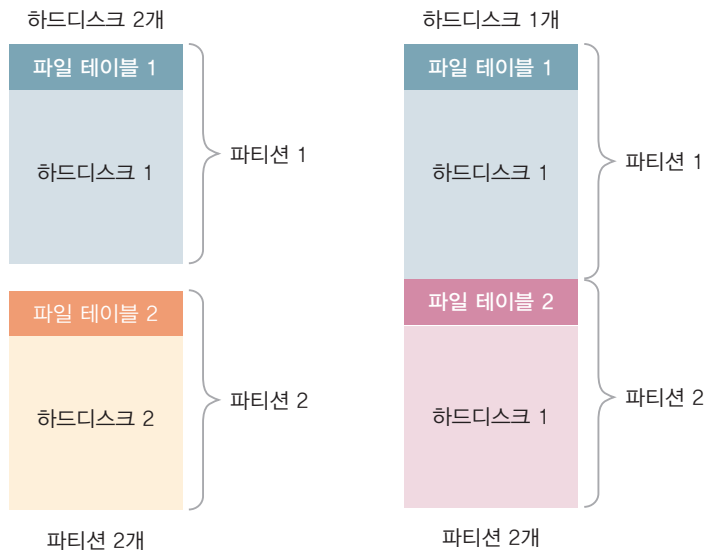 하드디스크 2개
파일 테이블 1
하드디스크 1
파티션 1
파일 테이블 2
하드디스크 2
파티션 2
파티션 2개
하드디스크 1개
파일 테이블 1
하드디스크 1
파티션 1
파일 테이블 2
하드디스크 1
파티션 2
파티션 2개